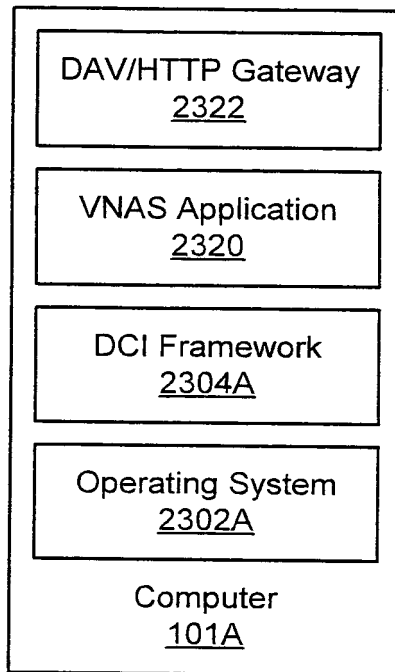 DAV/HTTP Gateway
2322
VNAS Application
2320
DCI Framework
2304A
Operating System
2302A
Computer
101A